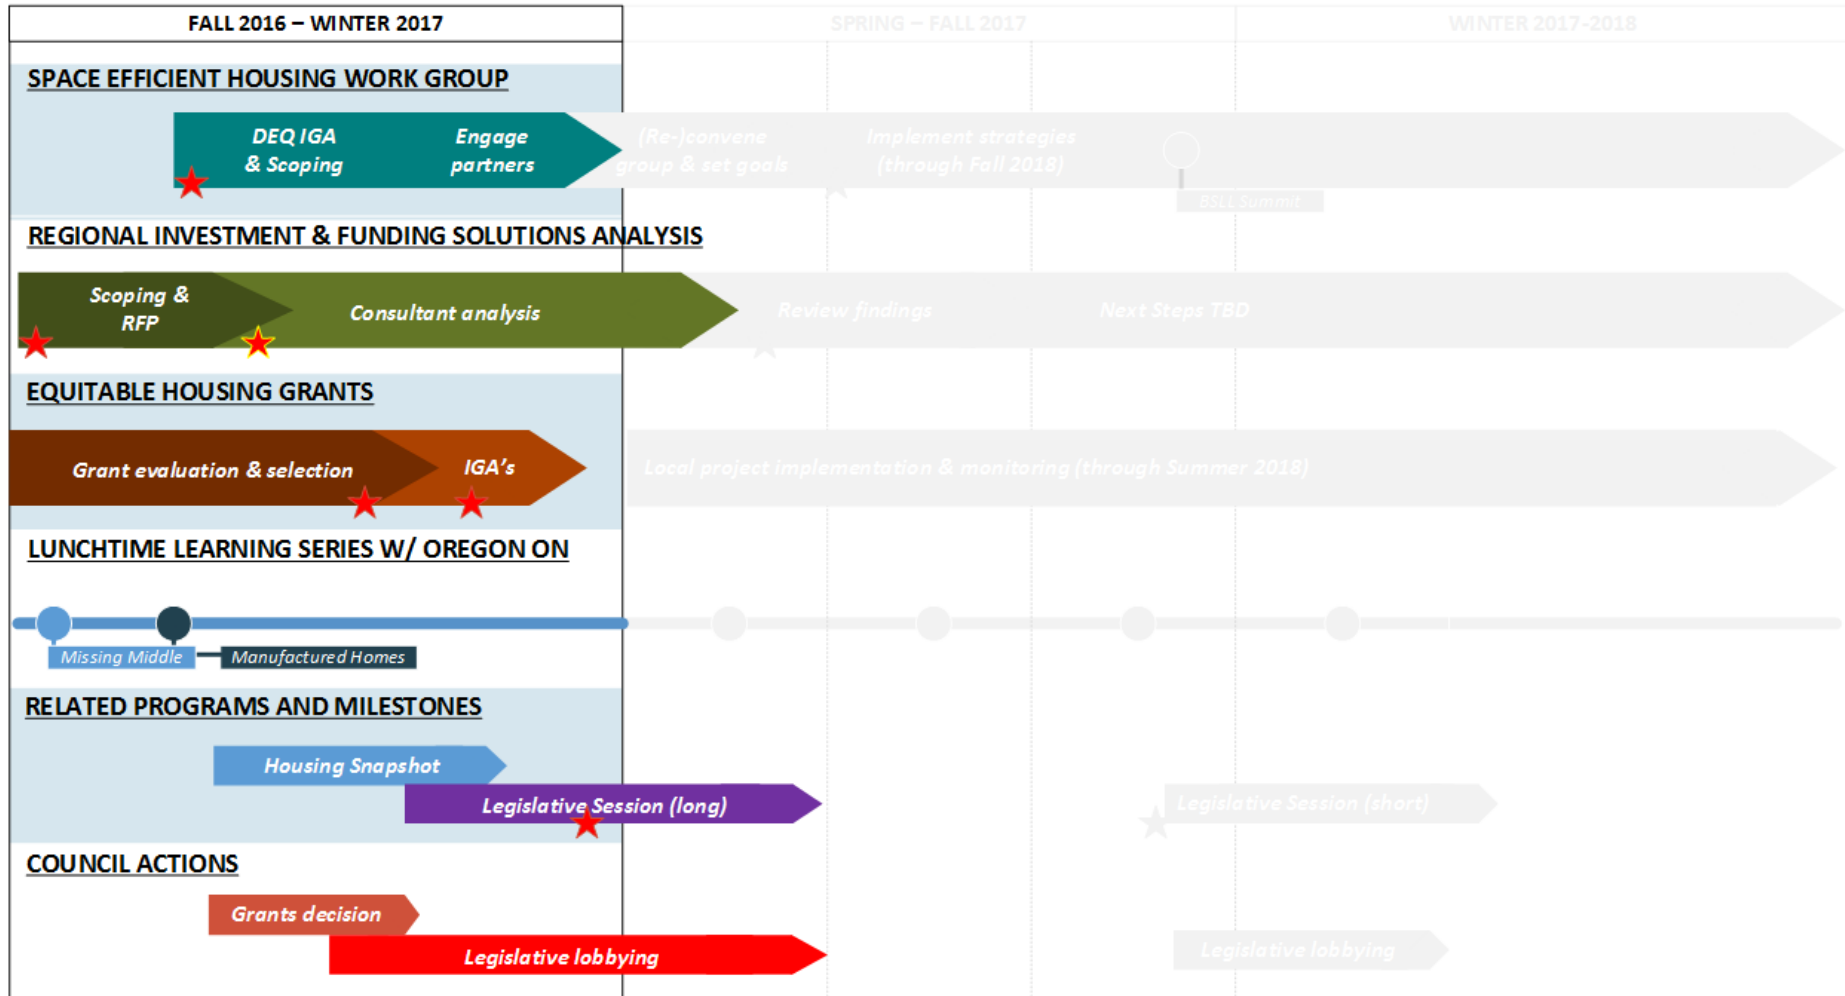 FALL 2016 – WINTER 2017
SPRING – FALL 2017
WINTER 2017-2018
SPACE EFFICIENT HOUSING WORK GROUP
DEQ IGA
& Scoping
Engage
partners
(Re-)convene
group & set goals
Implement strategies
(through Fall 2018)
BSLL Summit
REGIONAL INVESTMENT & FUNDING SOLUTIONS ANALYSIS
Scoping &
RFP
Consultant analysis
Review findings
Next Steps TBD
EQUITABLE HOUSING GRANTS
Grant evaluation & selection
IGA's
Local project implementation & monitoring (through Summer 2018)
LUNCHTIME LEARNING SERIES W/ OREGON ON
Missing Middle
Manufactured Homes
RELATED PROGRAMS AND MILESTONES
Housing Snapshot
Legislative Session (long)
Legislative Session (short)
COUNCIL ACTIONS
Grants decision
Legislative lobbying
Legislative lobbying